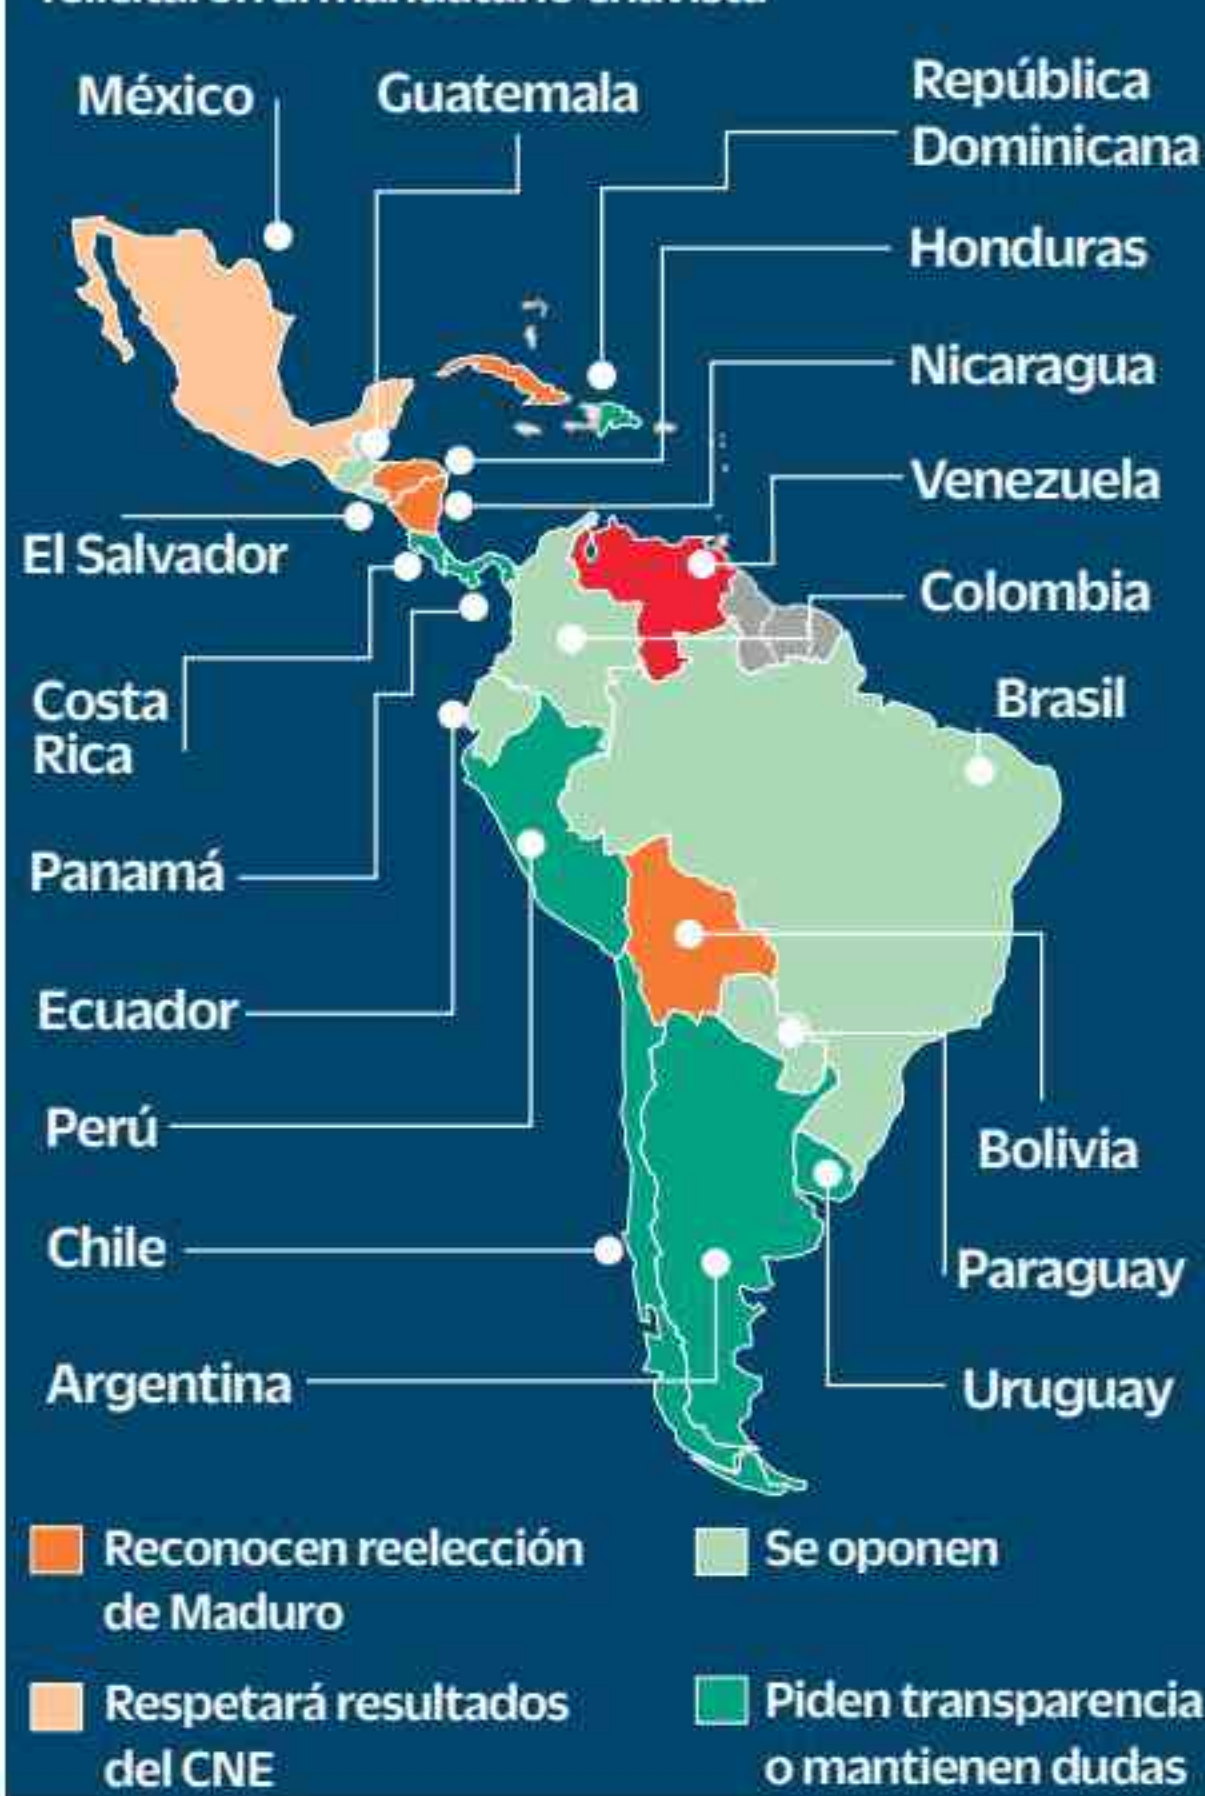 México
Guatemala
República
Dominicana
Honduras
Nicaragua
Venezuela
El Salvador
Colombia
Costa
Rica
Brasil
Panamá
Ecuador
Perú
Bolivia
Chile
Paraguay
Argentina
Uruguay
Reconocen reelección
de Maduro
Se oponen
Respetará resultados
del CNE
Piden transparencia
o mantienen dudas